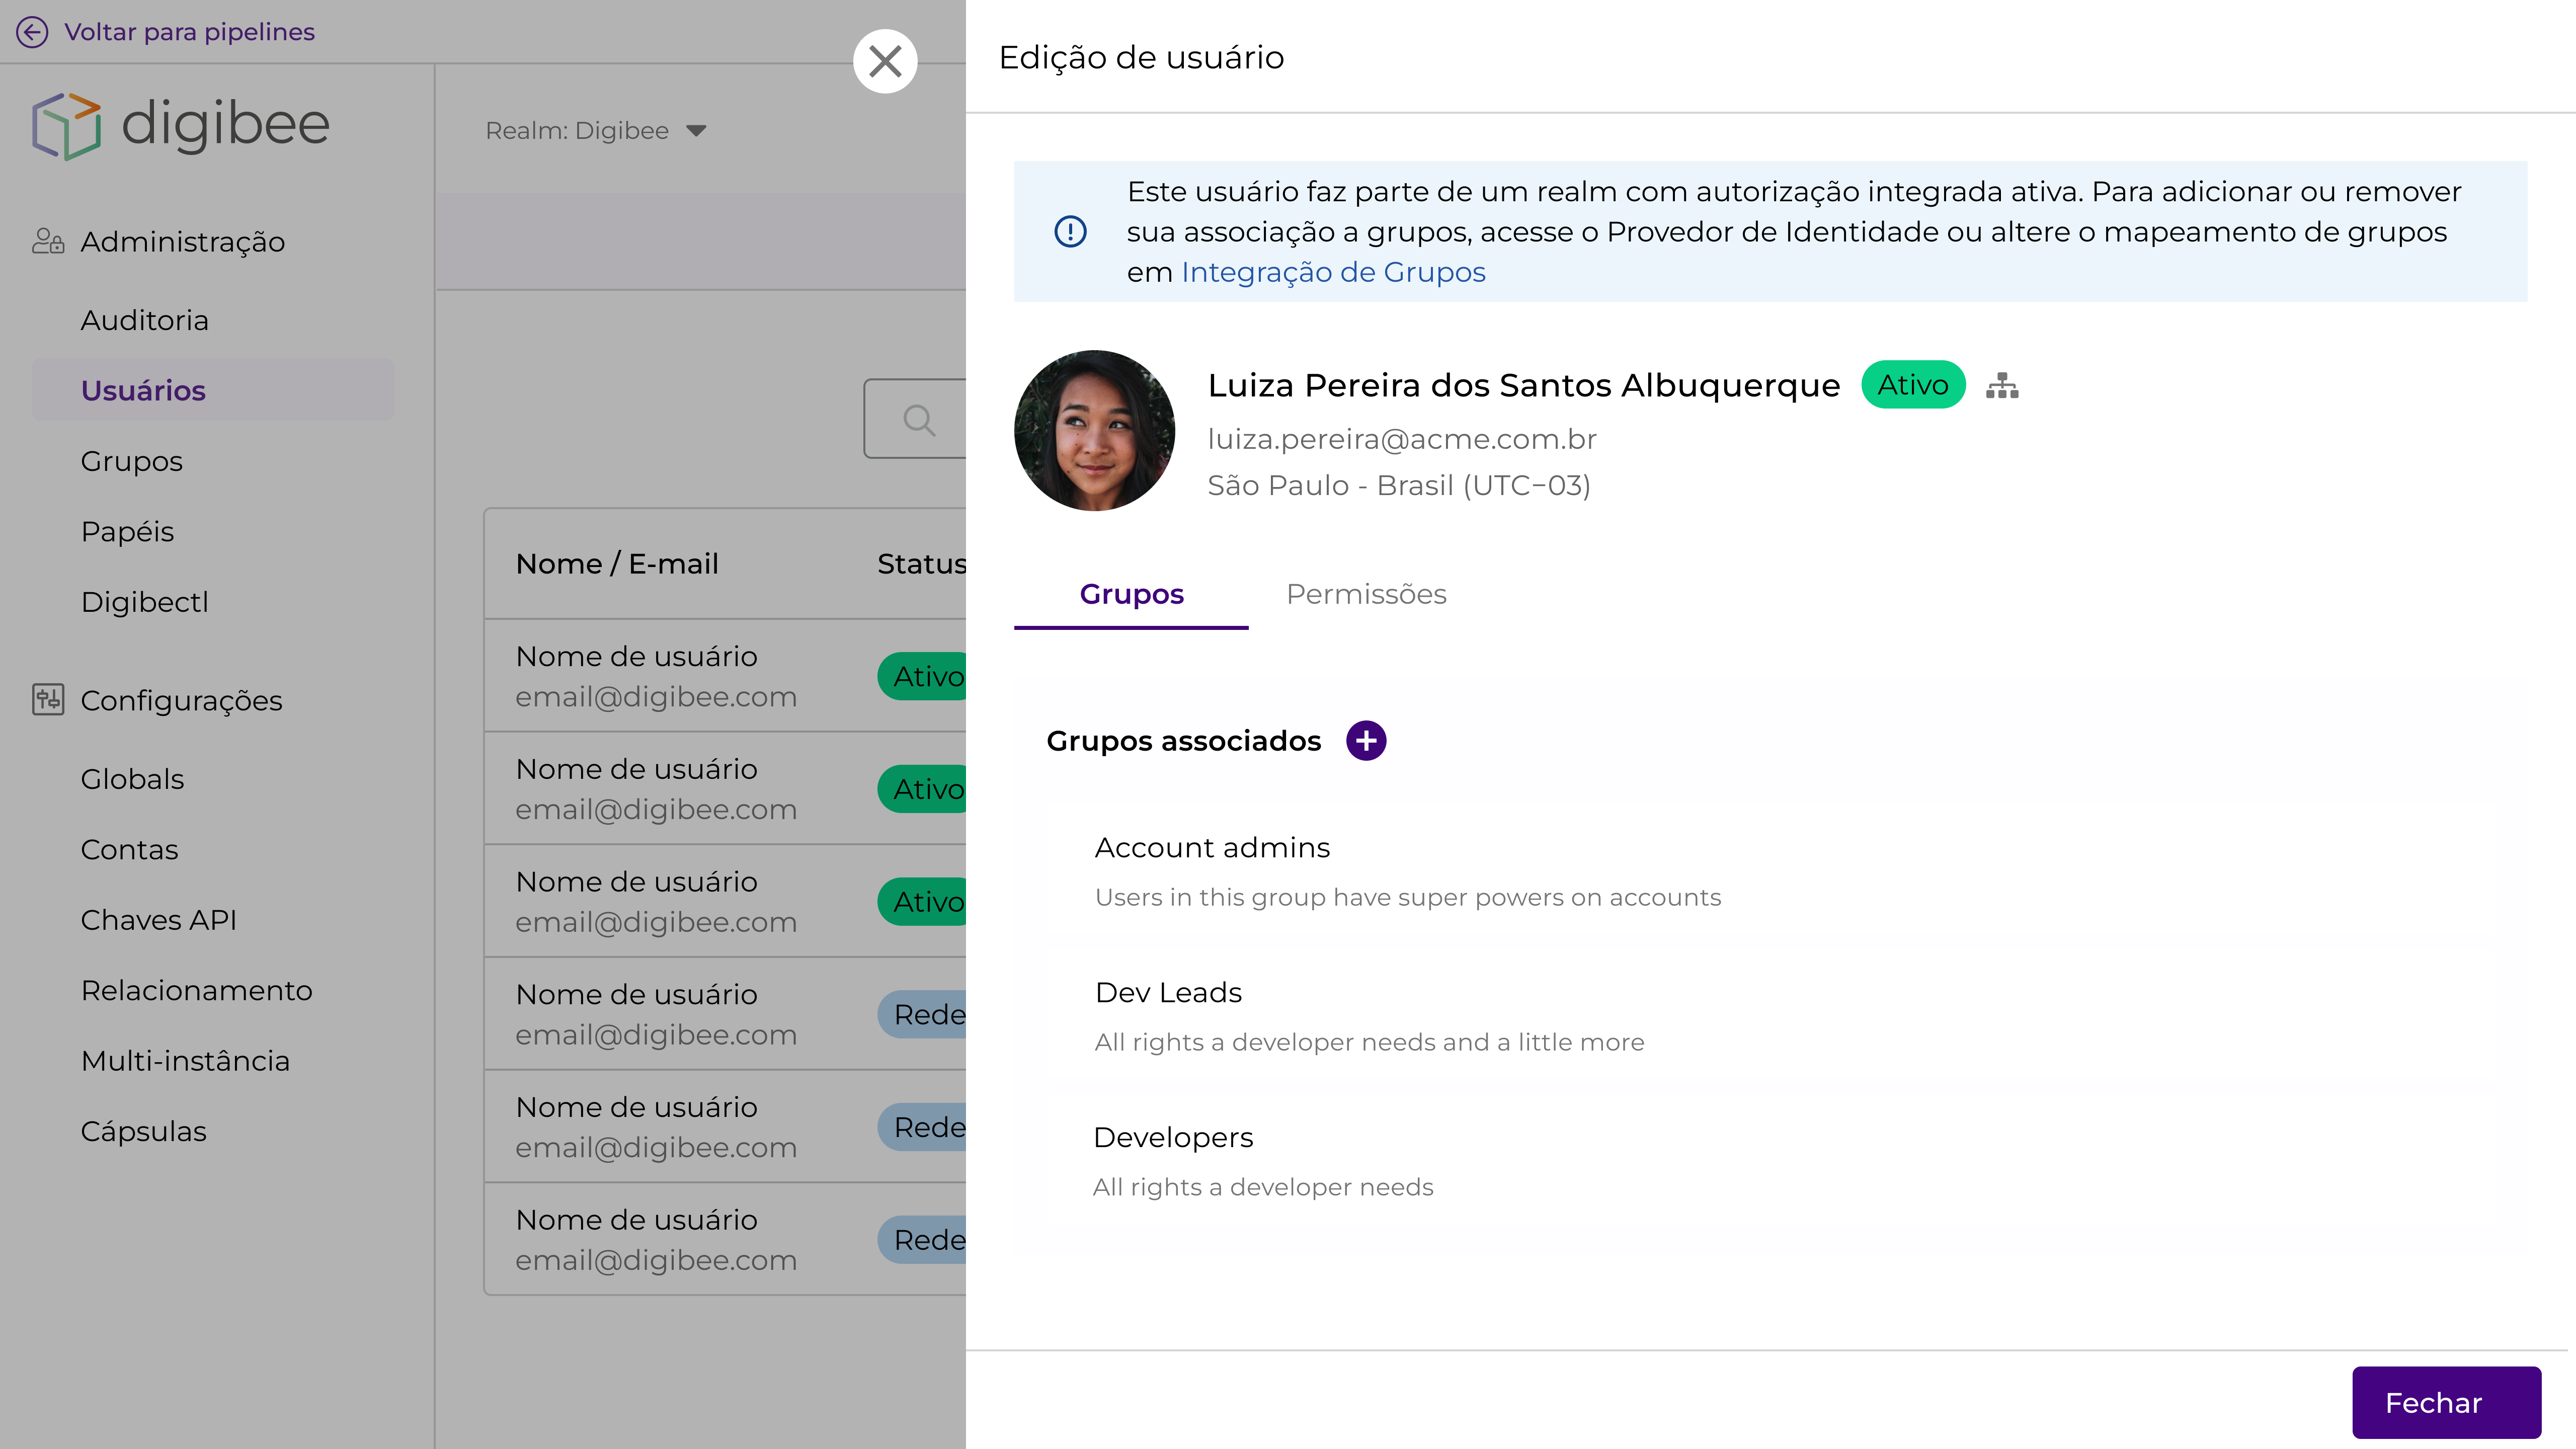 Voltar para pipelines
digibee
Administração
Auditoria
Usuários
Grupos
Papéis
Digibectl
Configurações
Globals
Contas
Chaves API
Relacionamento
Multi-instância
Cápsulas
Realm: Digibee
Nome / E-mail Status
Nome de usuário
email@digibee.com
Ativo
Nome de usuário
email@digibee.com
Ativo
Nome de usuário
email@digibee.com
Ativo
Nome de usuário
email@digibee.com
Rede
Nome de usuário
email@digibee.com
Rede
Nome de usuário
email@digibee.com
Rede
Edição de usuário
Este usuário faz parte de um realm com autorização integrada ativa. Para adicionar ou remover
sua associação a grupos, acesse o Provedor de Identidade ou altere o mapeamento de grupos
em Integração de Grupos
Luiza Pereira dos Santos Albuquerque Ativo
luiza.pereira@acme.com.br
São Paulo - Brasil (UTC−03)
Grupos Permissões
Grupos associados
Account admins
Users in this group have super powers on accounts
Dev Leads
All rights a developer needs and a little more
Developers
All rights a developer needs
Fechar